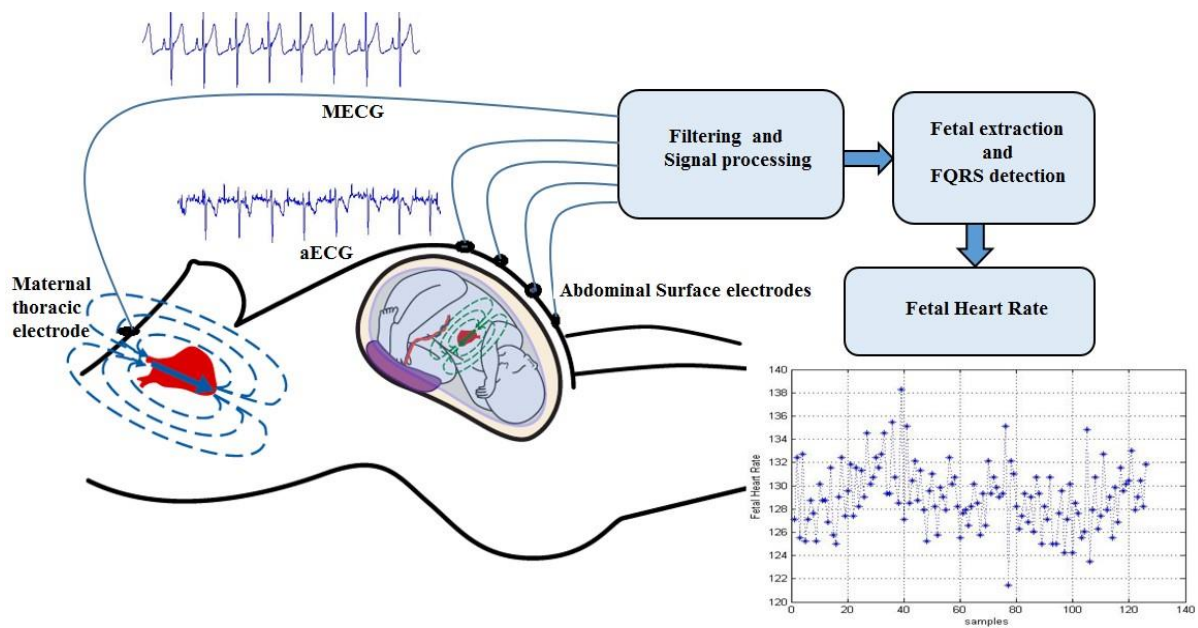 MECG
Filtering and
Signal processing
Fetal extraction
and
FQRS detection
aECG
Maternal
thoracic
electrode
Abdominal Surface electrodes
Fetal Heart Rate
140
138
136
134
132
130
128
126
124
122
120
Fetal Heart Rate
0
20
40
60
80
100
120
140
samples